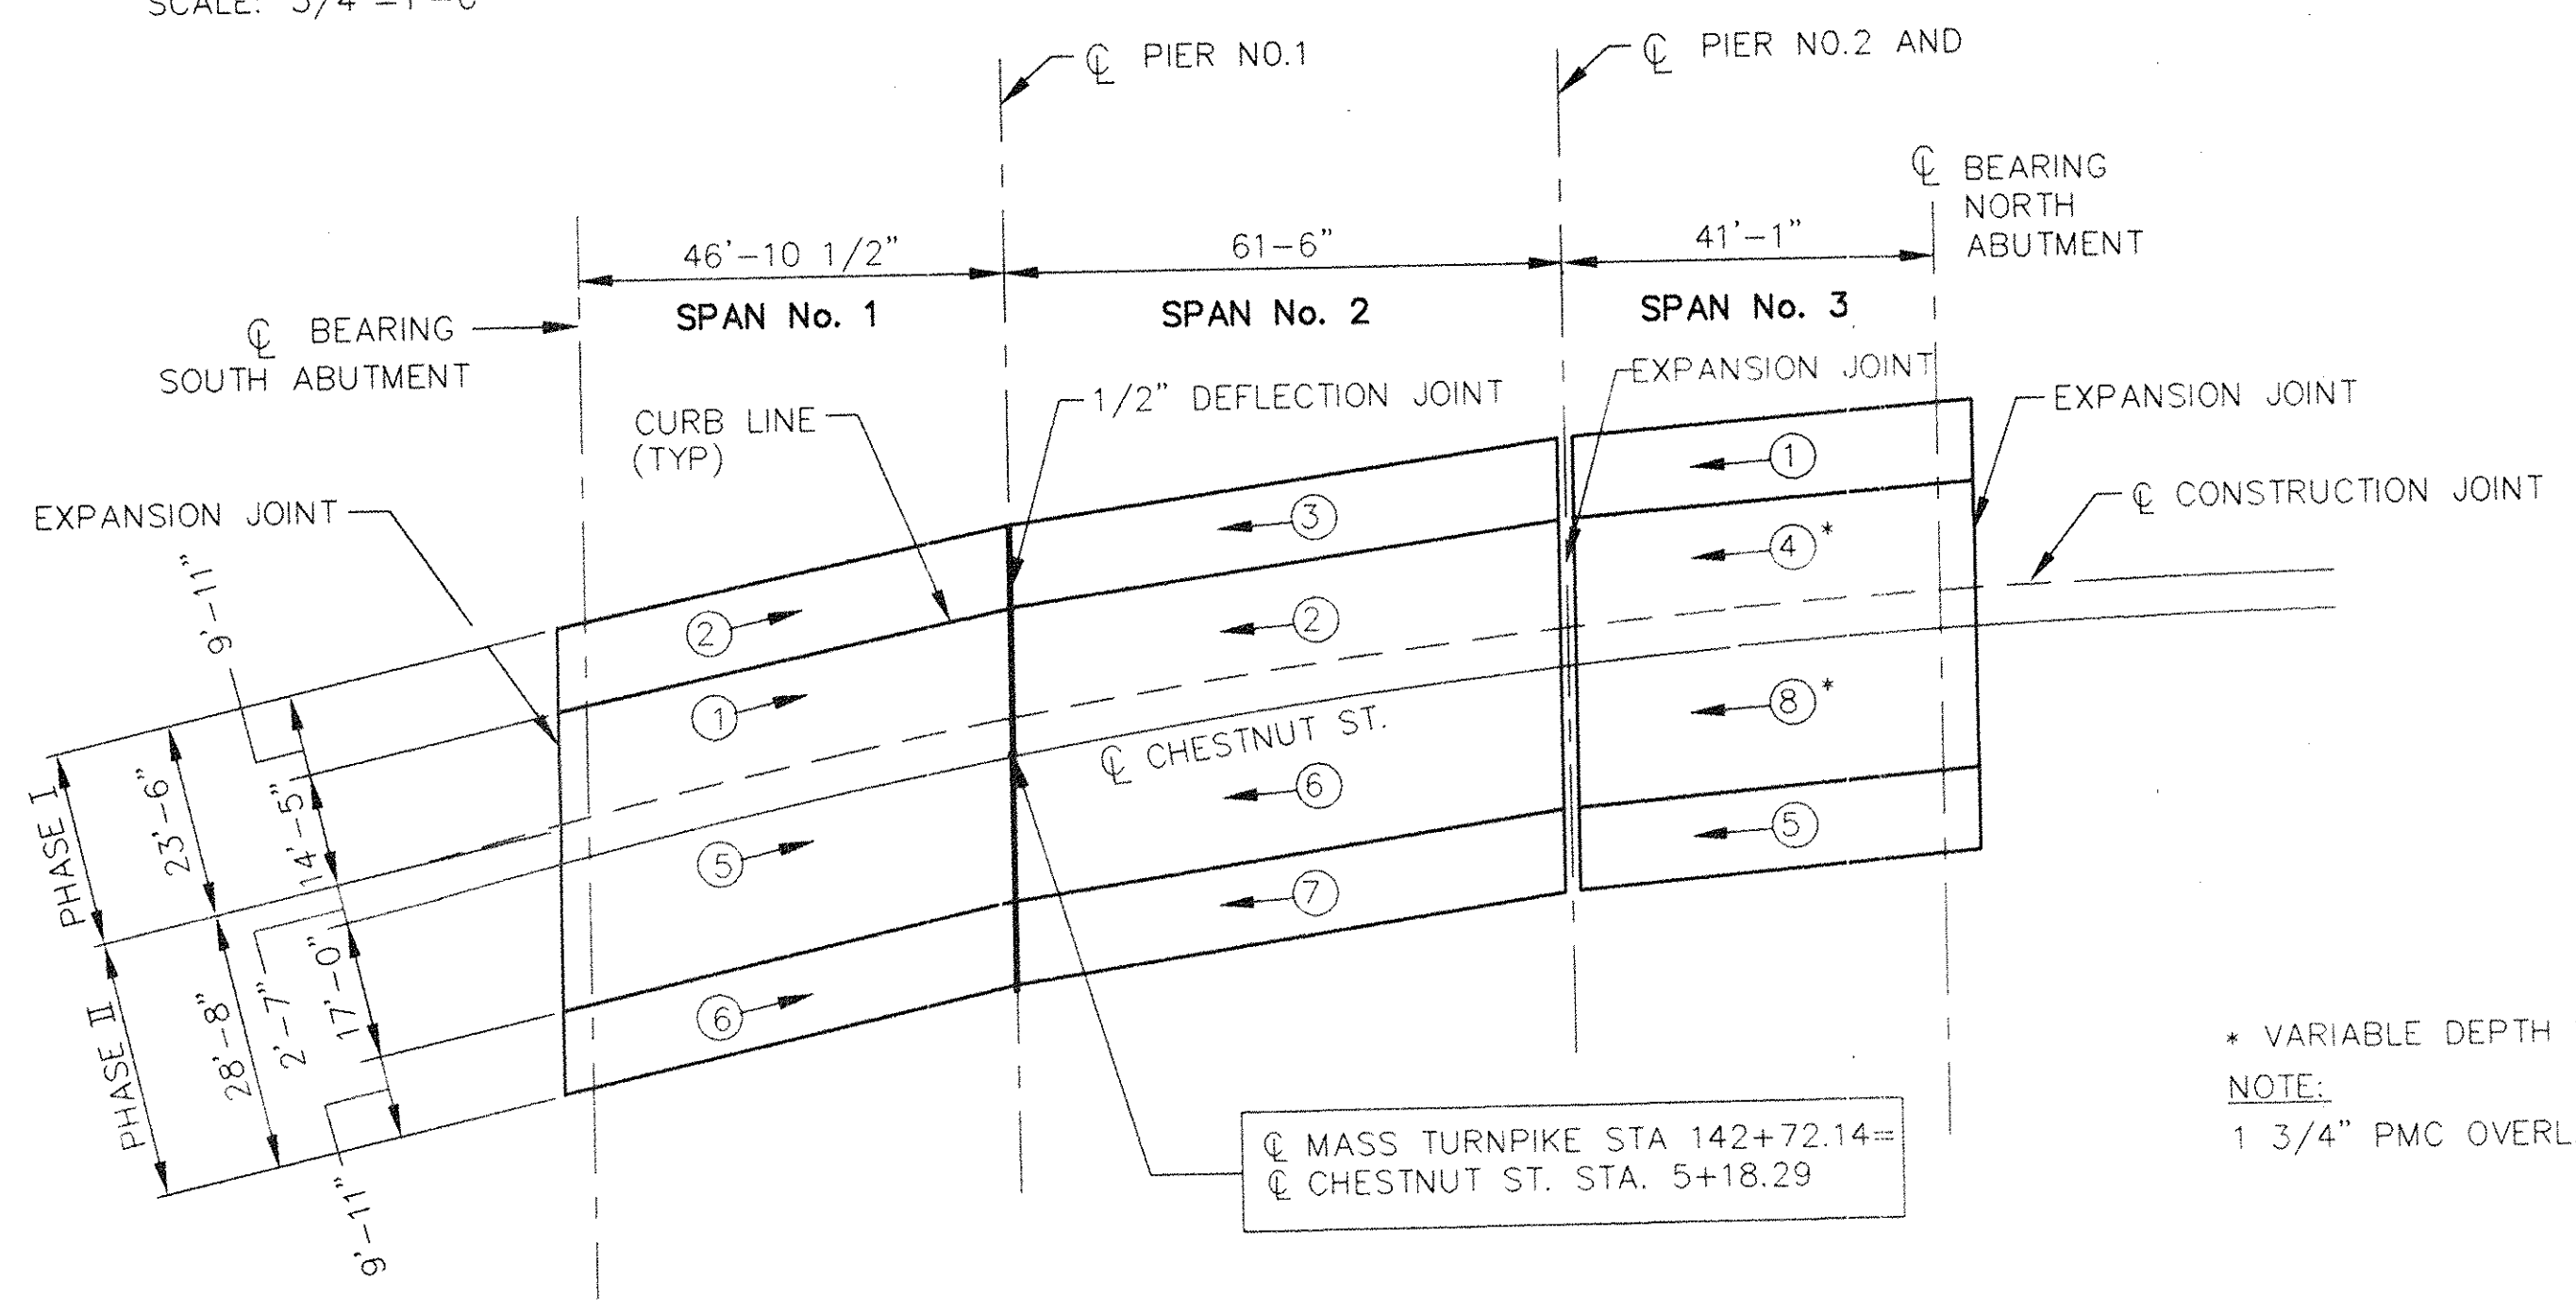 SCALE: 3/4"=1'-0"
℄ PIER NO.1
℄ PIER NO.2 AND
℄ BEARING
NORTH
ABUTMENT
46'-10 1/2"
61-6"
41'-1"
SPAN No. 1
SPAN No. 2
SPAN No. 3
℄ BEARING
SOUTH ABUTMENT
CURB LINE
(TYP)
1/2" DEFLECTION JOINT
EXPANSION JOINT
EXPANSION JOINT
℄ CONSTRUCTION JOINT
EXPANSION JOINT
9'-11"
2
3
1
1
2
4*
5
6
8*
6
7
5
℄ CHESTNUT ST.
PHASE I
23'-6"
14'-5"
PHASE II
28'-8"
2'-7"
17'-0"
9'-11"
℄ MASS TURNPIKE STA 142+72.14=
℄ CHESTNUT ST. STA. 5+18.29
* VARIABLE DEPTH
NOTE:
1 3/4" PMC OVERL